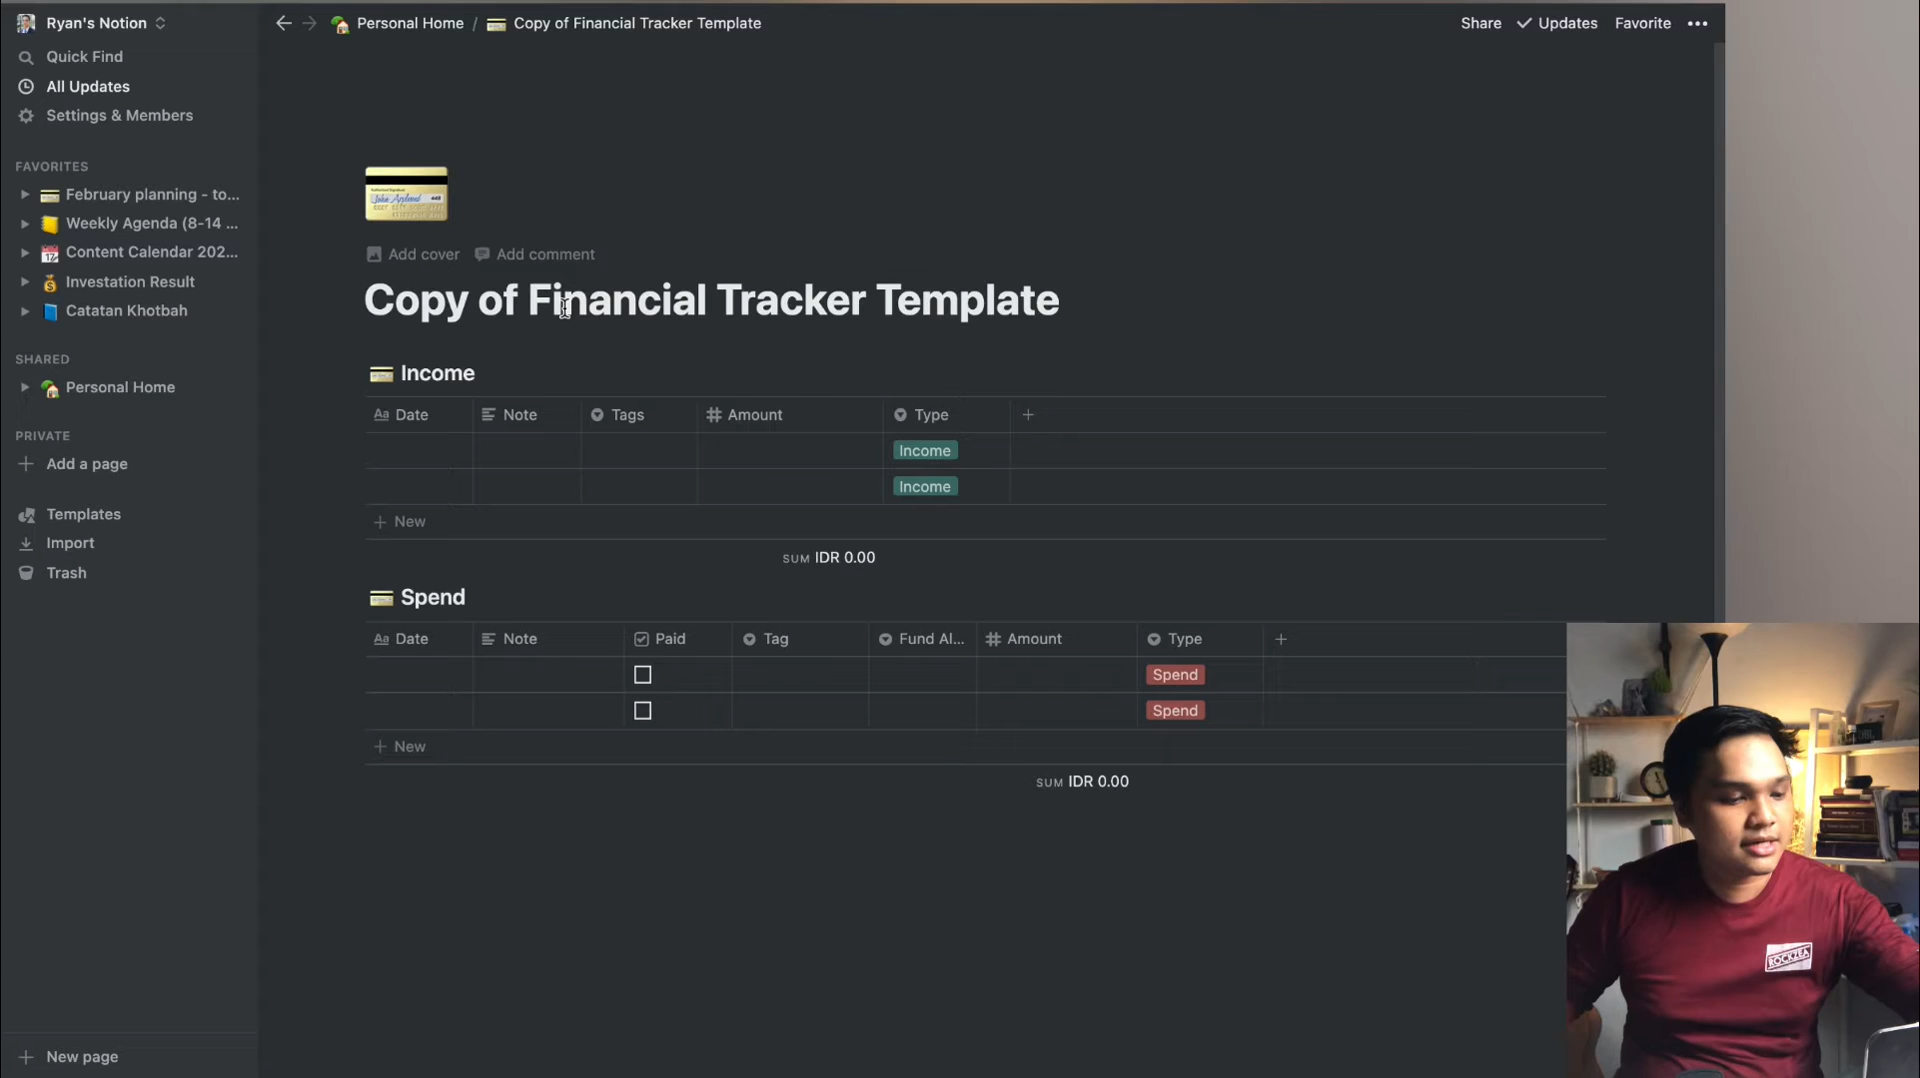 Ryan's Notion
Personal Home / Copy of Financial Tracker Template
Share Updates Favorite •••
Quick Find
All Updates
Settings & Members
FAVORITES
February planning - to...
Weekly Agenda (8-14 ...
Content Calendar 202...
Investation Result
Catatan Khotbah
SHARED
Personal Home
PRIVATE
Add a page
Templates
Import
Trash
New page
Add cover Add comment
Copy of Financial Tracker Template
Income
Aa Date Note Tags # Amount Type +
Income
Income
+ New
SUM IDR 0.00
Spend
Aa Date Note Paid Tag Fund Al... # Amount Type +
Spend
Spend
+ New
SUM IDR 0.00
ROCKZEA